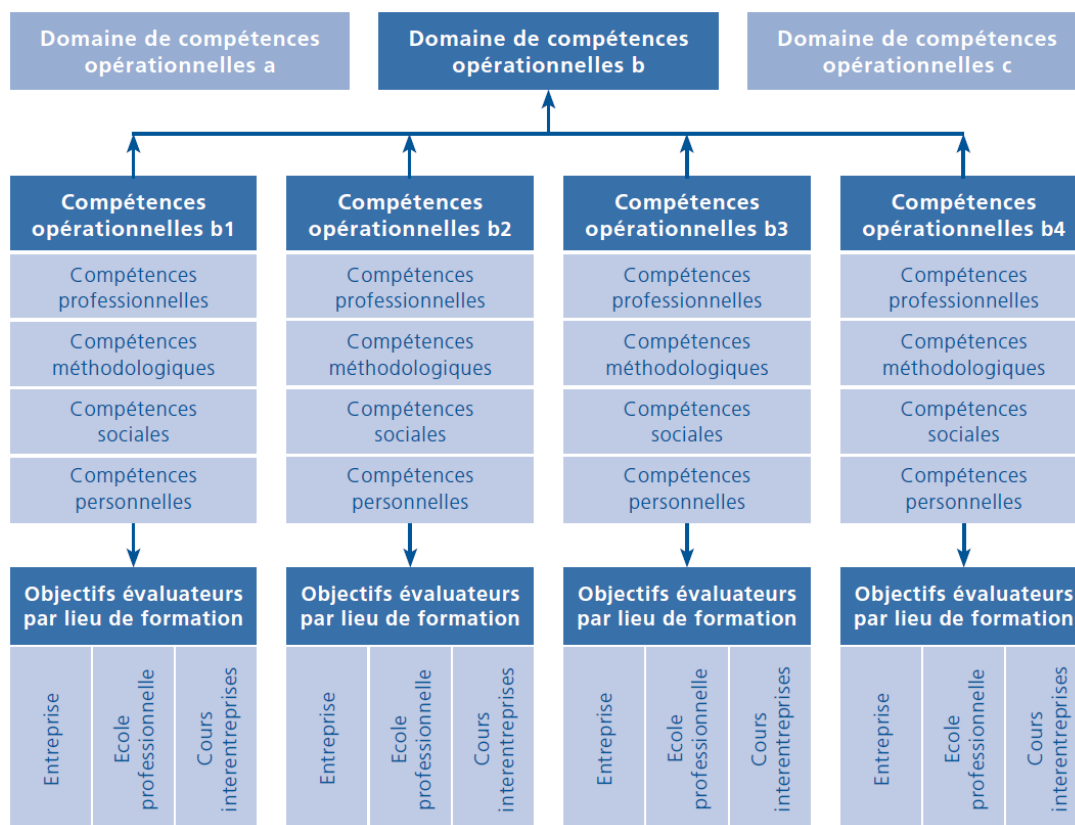 Domaine de compétences
opérationnelles a
Domaine de compétences
opérationnelles b
Domaine de compétences
opérationnelles c
Compétences
opérationnelles b1
Compétences
professionnelles
Compétences
méthodologiques
Compétences
sociales
Compétences
personnelles
Objectifs évaluateurs
par lieu de formation
Entreprise
Ecole
professionnelle
Cours
interentreprises
Compétences
opérationnelles b2
Compétences
professionnelles
Compétences
méthodologiques
Compétences
sociales
Compétences
personnelles
Objectifs évaluateurs
par lieu de formation
Entreprise
Ecole
professionnelle
Cours
interentreprises
Compétences
opérationnelles b3
Compétences
professionnelles
Compétences
méthodologiques
Compétences
sociales
Compétences
personnelles
Objectifs évaluateurs
par lieu de formation
Entreprise
Ecole
professionnelle
Cours
interentreprises
Compétences
opérationnelles b4
Compétences
professionnelles
Compétences
méthodologiques
Compétences
sociales
Compétences
personnelles
Objectifs évaluateurs
par lieu de formation
Entreprise
Ecole
professionnelle
Cours
interentreprises